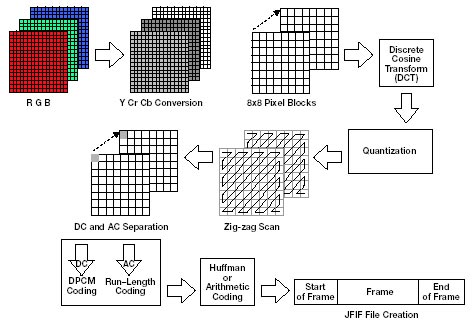 R G B
Y Cr Cb Conversion
8x8 Pixel Blocks
Discrete
Cosine
Transform
(DCT)
Quantization
Zig-zag Scan
DC and AC Separation
DC
AC
DPCM
Coding
Run–Length
Coding
Huffman
or
Arithmetic
Coding
Start
of Frame
Frame
End
of Frame
JFIF File Creation